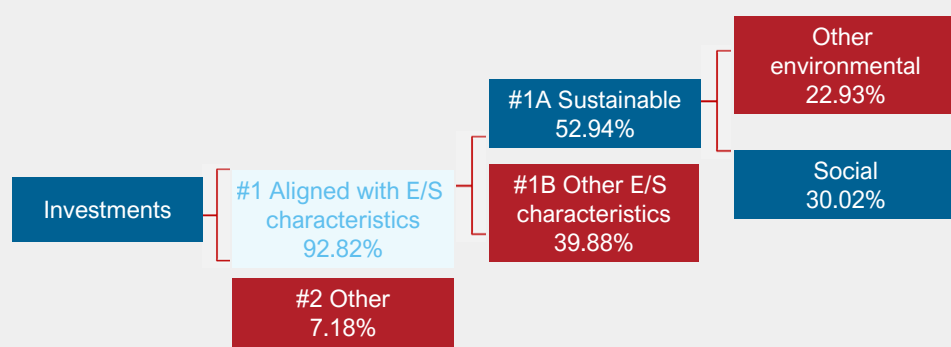 Investments
#1 Aligned with E/S
characteristics
92.82%
#2 Other
7.18%
#1A Sustainable
52.94%
#1B Other E/S
characteristics
39.88%
Other
environmental
22.93%
Social
30.02%